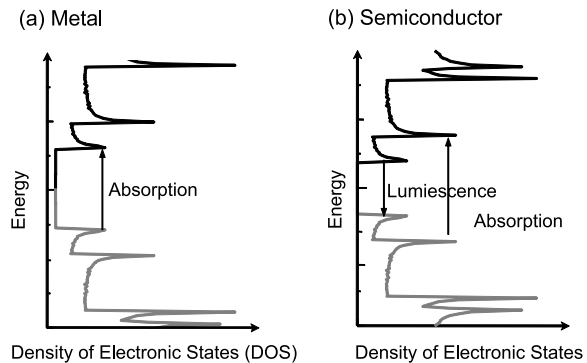 (a) Metal
(b) Semiconductor
Energy
Absorption
Density of Electronic States (DOS)
Energy
Lumiescence
Absorption
Density of Electronic States